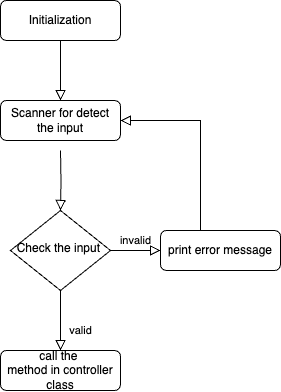 Initialization
Scanner for detect
the input
Check the input
invalid
print error message
valid
call the
method in controller
class